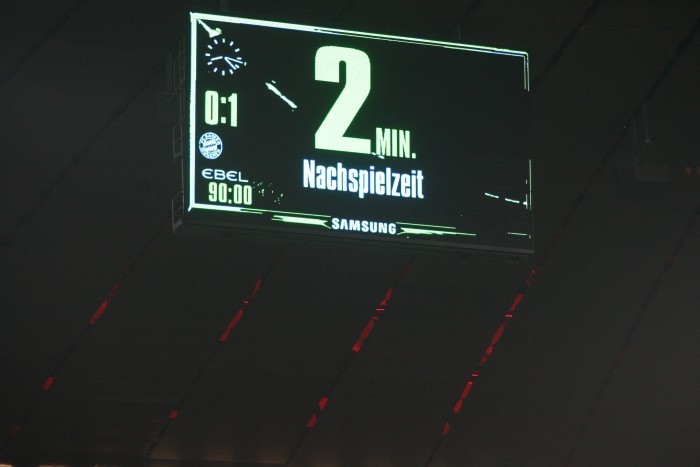 0:1
2 MIN.
Nachspielzeit
EBEL
90:00
SAMSUNG